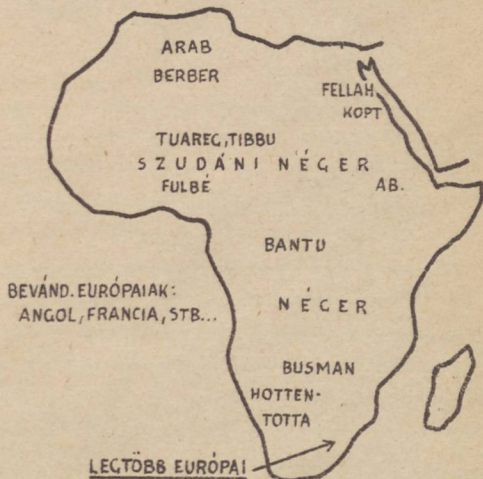 ARAB
BERBER
FELLAH
KOPT
TUAREG,TIBBU
SZUDÁNI NÉGER
FULBÉ
AB.
BANTU
BEVÁND. EURÓPAIAK:
ANGOL, FRANCIA, STB...
NÉGER
BUSMAN
HOTTEN-
TOTTA
LEGTÖBB EURÓPAI